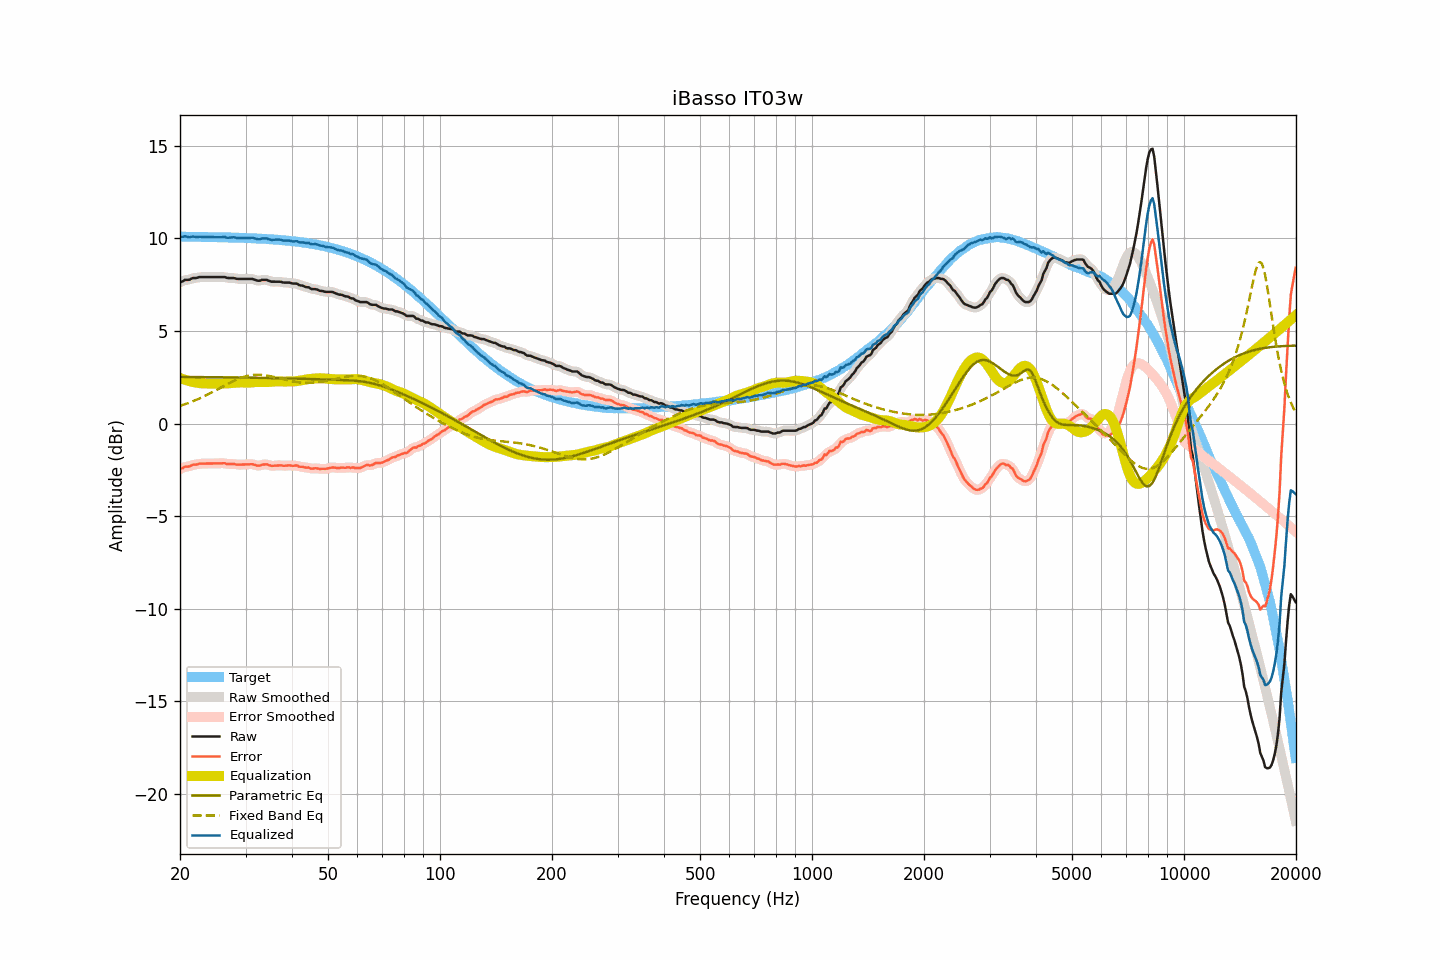 iBasso IT03w
15
10
5
0
−5
−10
−15
−20
Amplitude (dBr)
Target
Raw Smoothed
Error Smoothed
Raw
Error
Equalization
Parametric Eq
Fixed Band Eq
Equalized
20 50 100 200 500 1000 2000 5000 10000 20000
Frequency (Hz)